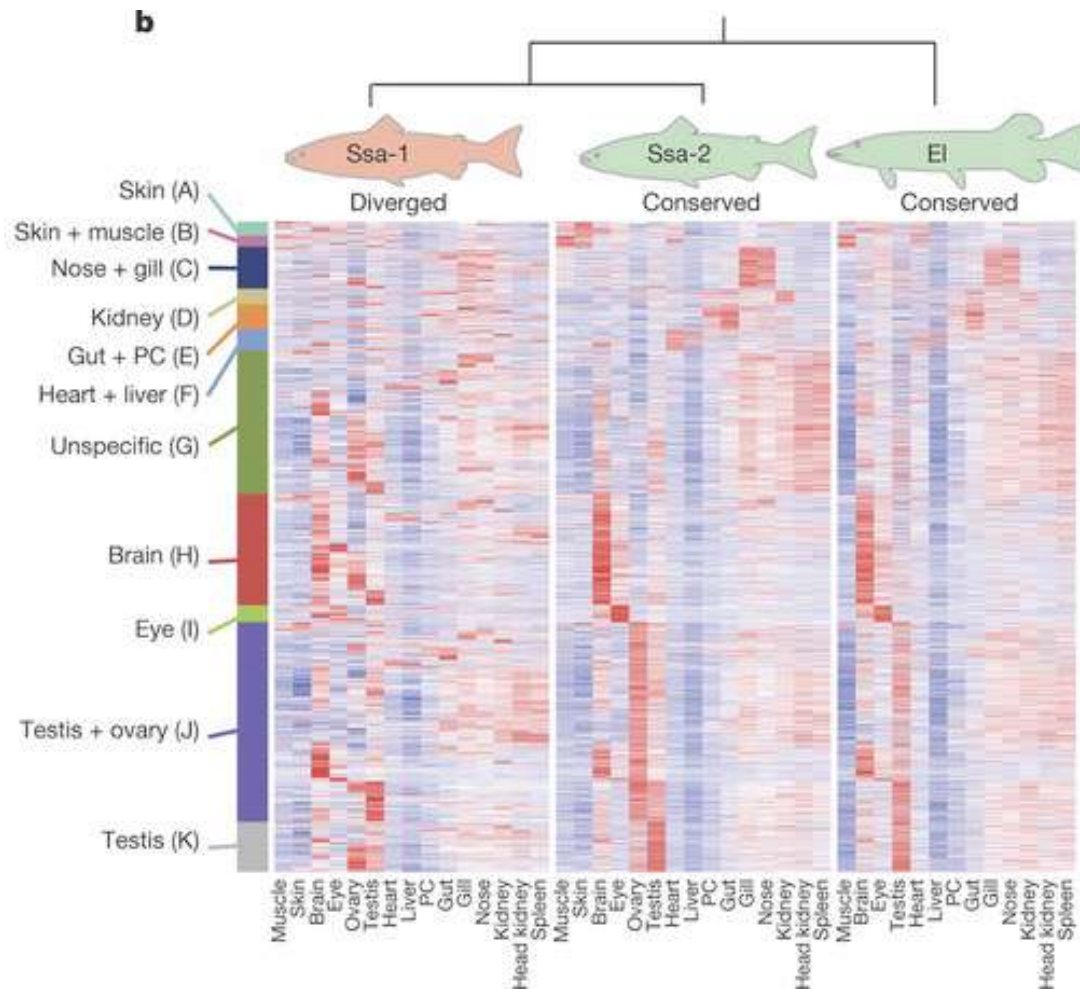 b
Ssa-1
Ssa-2
El
Diverged
Conserved
Conserved
Skin (A)
Skin + muscle (B)
Nose + gill (C)
Kidney (D)
Gut + PC (E)
Heart + liver (F)
Unspecific (G)
Brain (H)
Eye (I)
Testis + ovary (J)
Testis (K)
Muscle
Skin
Brain
Eye
Ovary
Testis
Heart
Liver
PC
Gut
Gill
Nose
Kidney
Head kidney
Spleen
Muscle
Skin
Brain
Eye
Ovary
Testis
Heart
Liver
PC
Gut
Gill
Nose
Kidney
Head kidney
Spleen
Muscle
Brain
Eye
Testis
Heart
Liver
PC
Gut
Gill
Nose
Kidney
Head kidney
Spleen